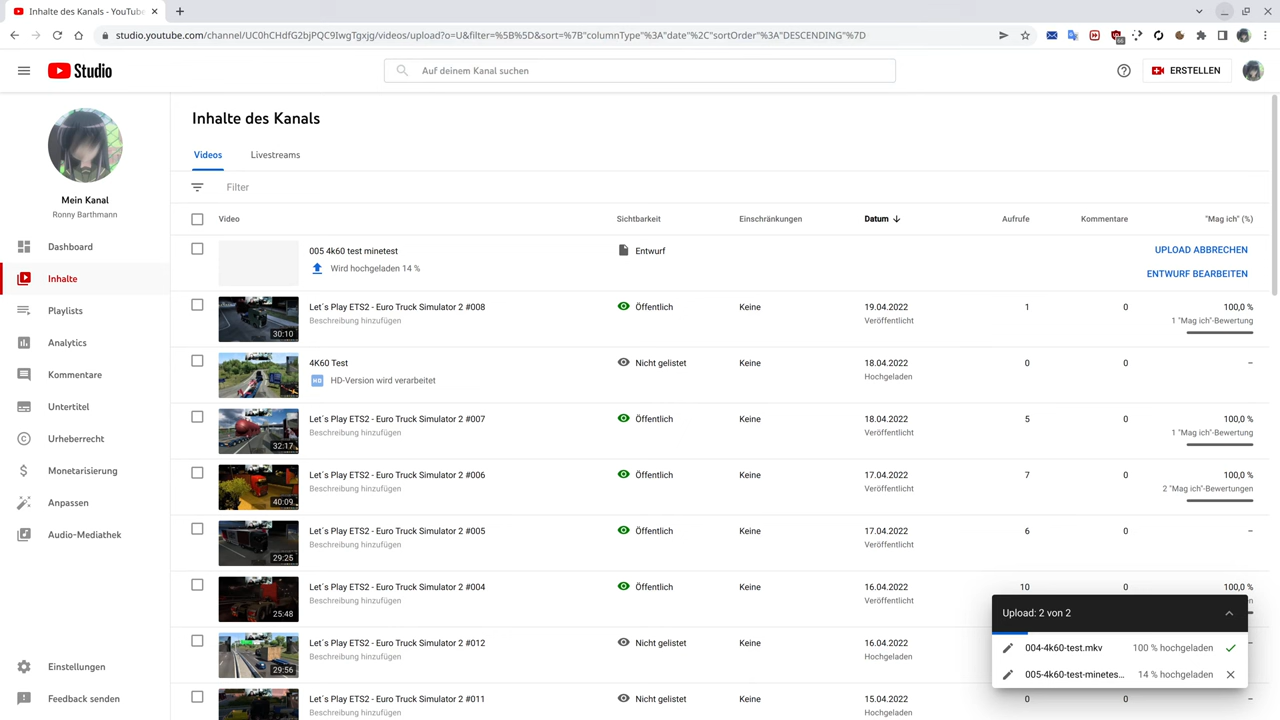 Inhalte des Kanals - YouTube
studio.youtube.com/channel/UC0hCHdfG2bjPQC9IwgTgxjg/videos/upload?o=U&filter=%5B%5D&sort=%7B"columnType"%3A"date"%2C"sortOrder"%3A"DESCENDING"%7D
Studio
Auf deinem Kanal suchen
ERSTELLEN
Mein Kanal
Ronny Barthmann
Dashboard
Inhalte
Playlists
Analytics
Kommentare
Untertitel
Urheberrecht
Monetarisierung
Anpassen
Audio-Mediathek
Einstellungen
Feedback senden
Inhalte des Kanals
Videos Livestreams
Filter
Video Sichtbarkeit Einschränkungen Datum Aufrufe Kommentare "Mag ich" (%)
005 4k60 test minetest Entwurf UPLOAD ABBRECHEN
Wird hochgeladen 14 % ENTWURF BEARBEITEN
Let´s Play ETS2 - Euro Truck Simulator 2 #008 Öffentlich Keine 19.04.2022 1 0 100,0 %
30:10 Beschreibung hinzufügen Veröffentlicht 1 "Mag ich"-Bewertung
4K60 Test Nicht gelistet Keine 18.04.2022 0 0 –
HD HD-Version wird verarbeitet Hochgeladen
Let´s Play ETS2 - Euro Truck Simulator 2 #007 Öffentlich Keine 18.04.2022 5 0 100,0 %
32:17 Beschreibung hinzufügen Veröffentlicht 1 "Mag ich"-Bewertung
Let´s Play ETS2 - Euro Truck Simulator 2 #006 Öffentlich Keine 17.04.2022 7 0 100,0 %
40:09 Beschreibung hinzufügen Veröffentlicht 2 "Mag ich"-Bewertungen
Let´s Play ETS2 - Euro Truck Simulator 2 #005 Öffentlich Keine 17.04.2022 6 0 –
29:25 Beschreibung hinzufügen Veröffentlicht
Let´s Play ETS2 - Euro Truck Simulator 2 #004 Öffentlich Keine 16.04.2022 10 0 100,0 %
25:48 Beschreibung hinzufügen Veröffentlicht
Let´s Play ETS2 - Euro Truck Simulator 2 #012 Nicht gelistet Keine 16.04.2022
29:56 Beschreibung hinzufügen Hochgeladen
Let´s Play ETS2 - Euro Truck Simulator 2 #011 Nicht gelistet Keine 15.04.2022 0 0 –
Beschreibung hinzufügen Hochgeladen
Upload: 2 von 2
004-4k60-test.mkv 100 % hochgeladen
005-4k60-test-minetes... 14 % hochgeladen